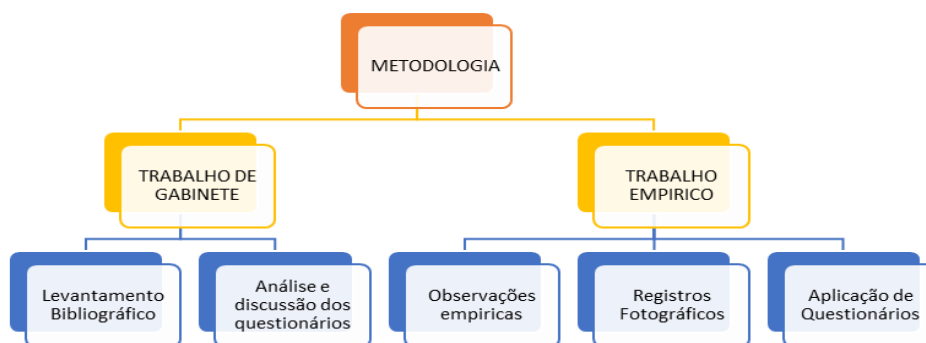 METODOLOGIA
TRABALHO DE
GABINETE
TRABALHO
EMPIRICO
Levantamento
Bibliográfico
Análise e
discussão dos
questionários
Observações
empiricas
Registros
Fotográficos
Aplicação de
Questionários